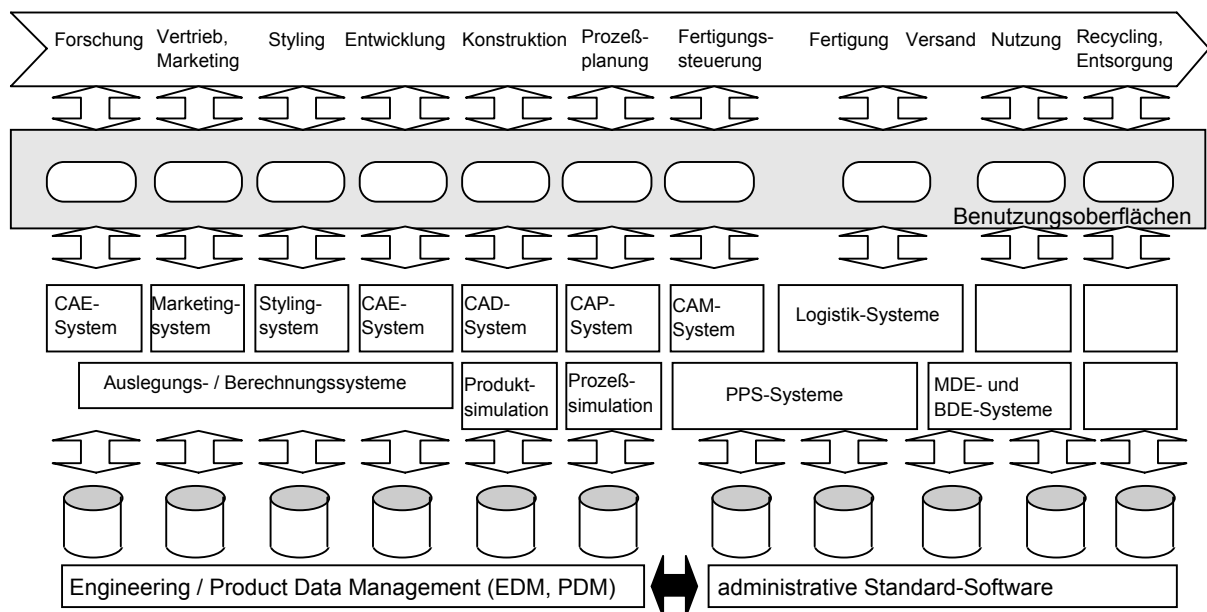 Forschung
Vertrieb,
Marketing
Styling
Entwicklung
Konstruktion
Prozeß-
planung
Fertigungs-
steuerung
Fertigung
Versand
Nutzung
Recycling,
Entsorgung
Benutzungsoberflächen
CAE-
System
Marketing-
system
Styling-
system
CAE-
System
CAD-
System
CAP-
System
CAM-
System
Logistik-Systeme
Auslegungs- / Berechnungssysteme
Produkt-
simulation
Prozeß-
simulation
PPS-Systeme
MDE- und
BDE-Systeme
Engineering / Product Data Management (EDM, PDM)
administrative Standard-Software